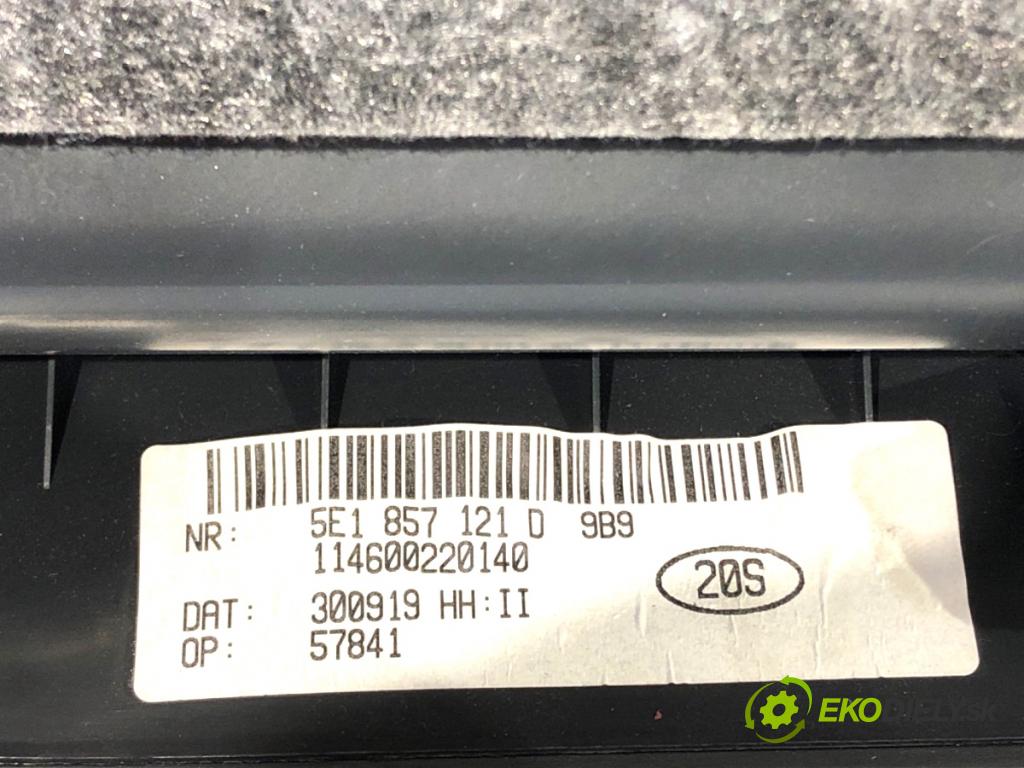 NR: 5E1 857 121 D 9B9
114600220140
20S
DAT: 300919 HH:II
OP: 57841
EKODIELY.SK